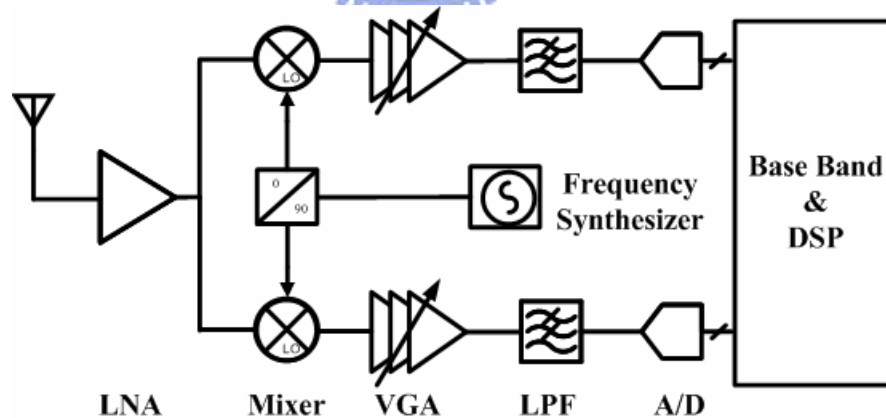 LO
0
90
Frequency
Synthesizer
Base Band
&
DSP
LO
LNA Mixer VGA LPF A/D